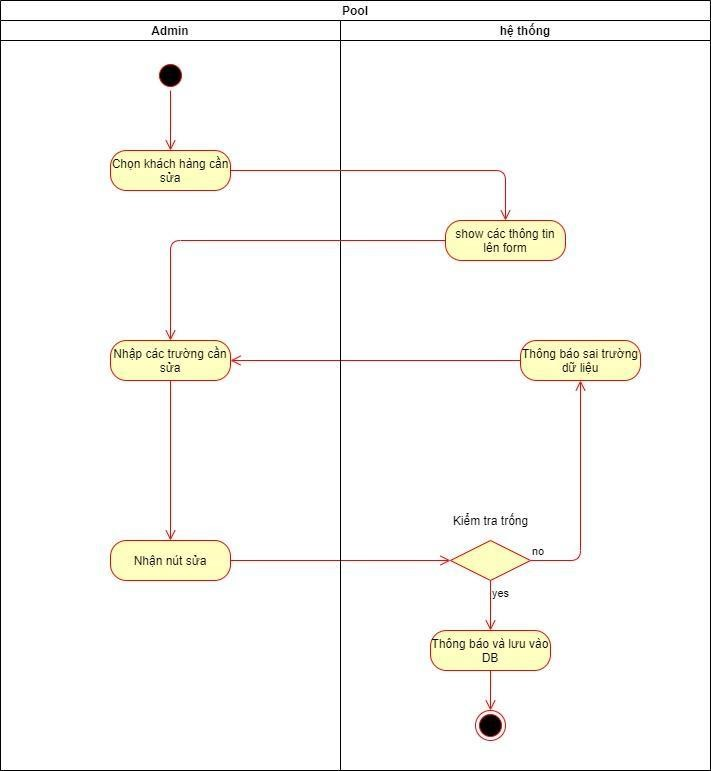 Pool
Admin
hệ thống
Chọn khách hàng cần
sửa
show các thông tin
lên form
Nhập các trường cần
sửa
Thông báo sai trường
dữ liệu
Kiểm tra trống
Nhận nút sửa
no
yes
Thông báo và lưu vào
DB